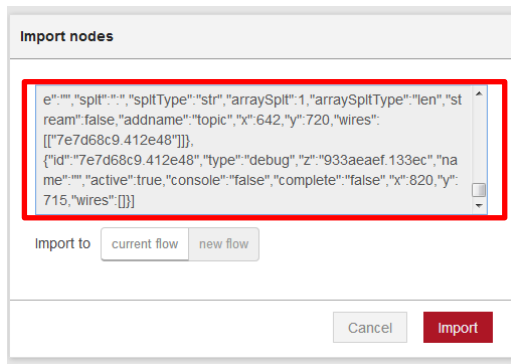 Import nodes
e":"","splt":":","spltType":"str","arraySplt":1,"arraySpltType":"len","st
ream":false,"addname":"topic","x":642,"y":720,"wires":
[["7e7d68c9.412e48"]]},
{"id":"7e7d68c9.412e48","type":"debug","z":"933aeaef.133ec","na
me":"","active":true,"console":"false","complete":"false","x":820,"y":
715,"wires":[]}]
Import to current flow new flow
Cancel Import